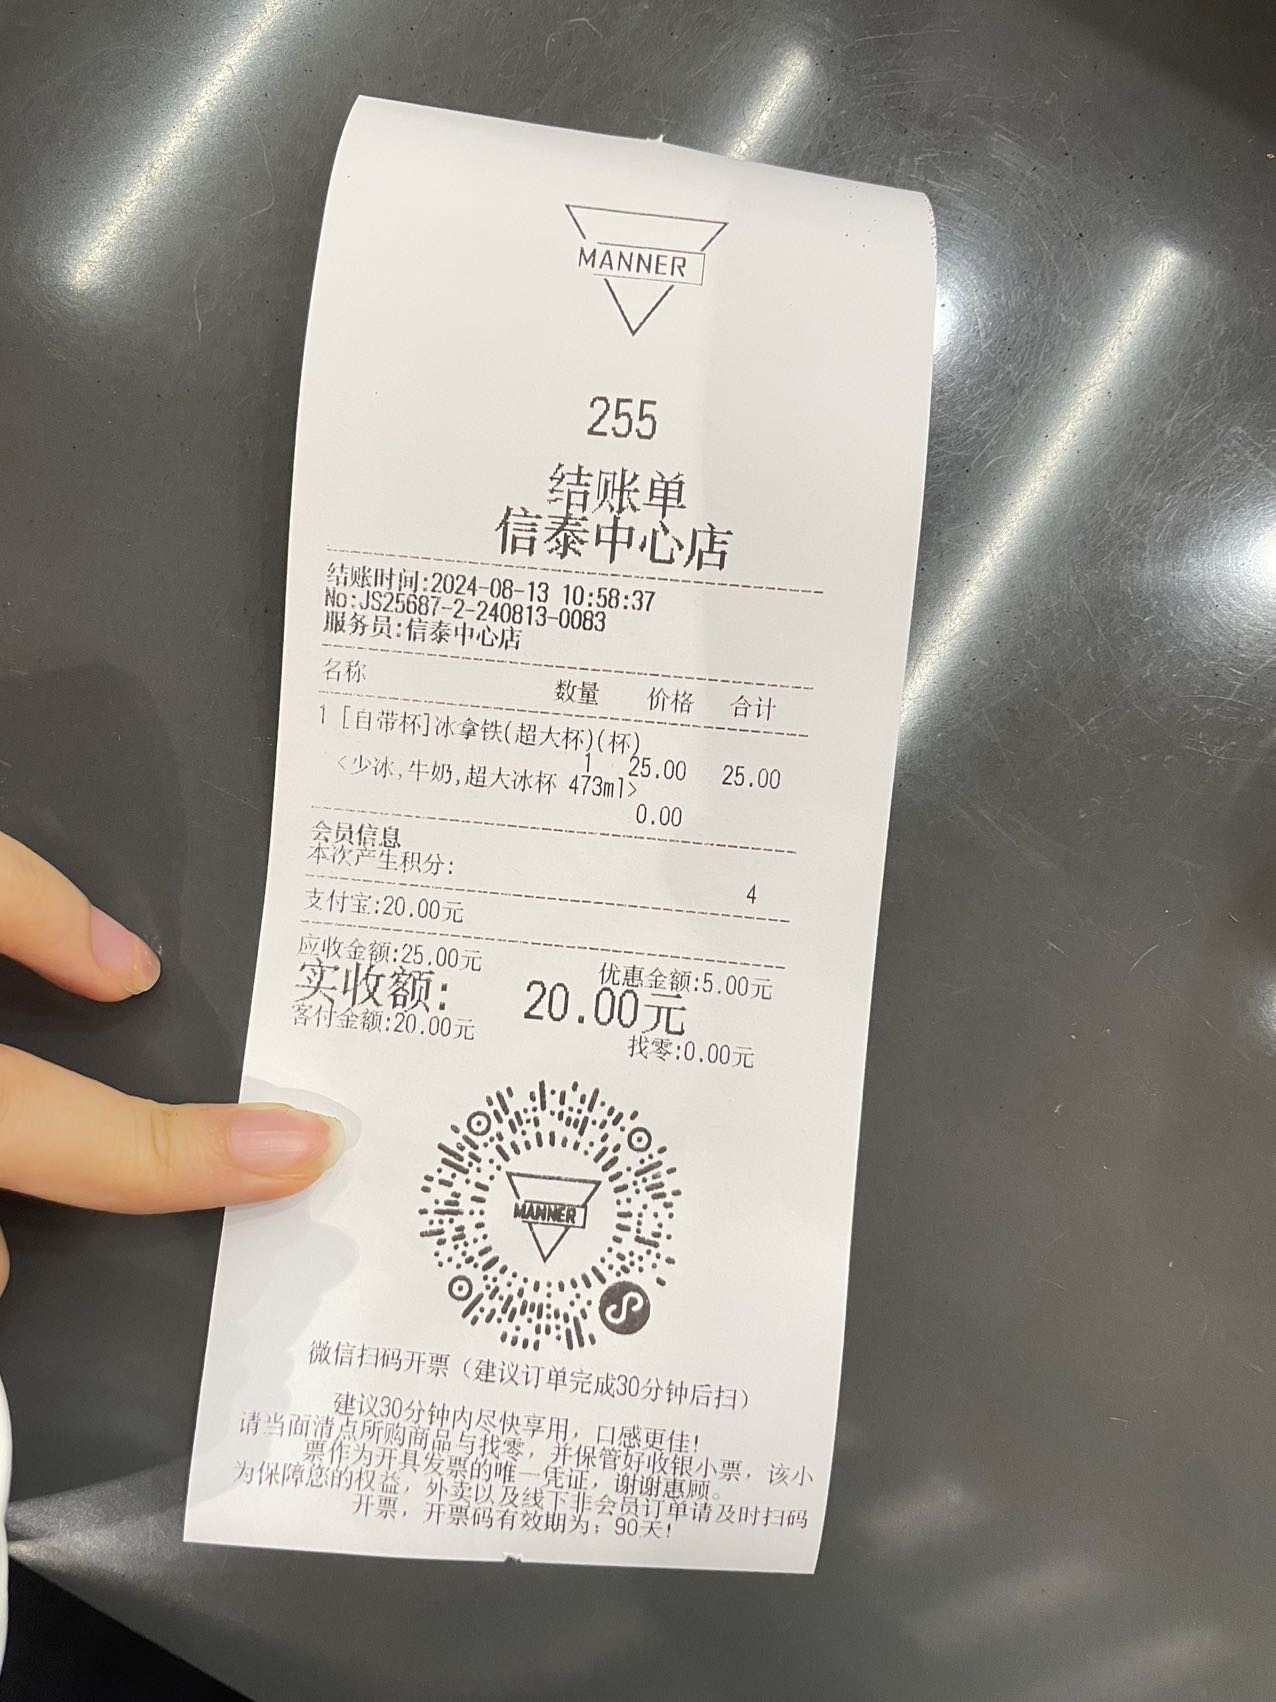 MANNER
255
结账单
信泰中心店
结账时间:2024-08-13 10:58:37
No:JS25687-2-240813-0083
服务员:信泰中心店
名称 数量 价格 合计
1 [自带杯]冰拿铁(超大杯)(杯)
1 25.00 25.00
<少冰,牛奶,超大冰杯 473ml>
0.00
会员信息
本次产生积分: 4
支付宝:20.00元
应收金额:25.00元 优惠金额:5.00元
实收额: 20.00元
客付金额:20.00元 找零:0.00元
MANNER
微信扫码开票（建议订单完成30分钟后扫）
建议30分钟内尽快享用，口感更佳!
请当面清点所购商品与找零，并保管好收银小票，该小
票作为开具发票的唯一凭证，谢谢惠顾。
为保障您的权益，外卖以及线下非会员订单请及时扫码
开票，开票码有效期为：90天!